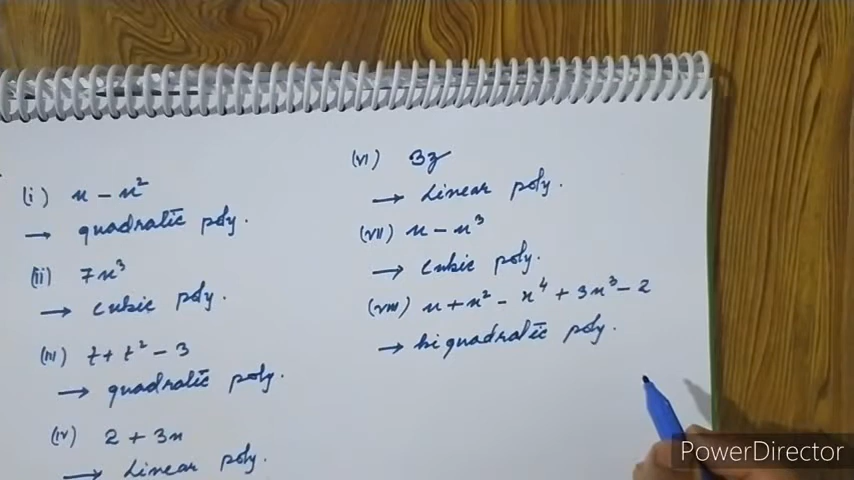 (i) x - x²
→ quadratic poly.
(ii) 7x³
→ cubic poly.
(iii) t + t² - 3
→ quadratic poly.
(iv) 2 + 3x
→ Linear poly.
(vi) 3z
→ Linear poly.
(vii) x - x³
→ cubic poly.
(viii) x + x² - x⁴ + 3x³ - 2
→ biquadratic poly.
PowerDirector